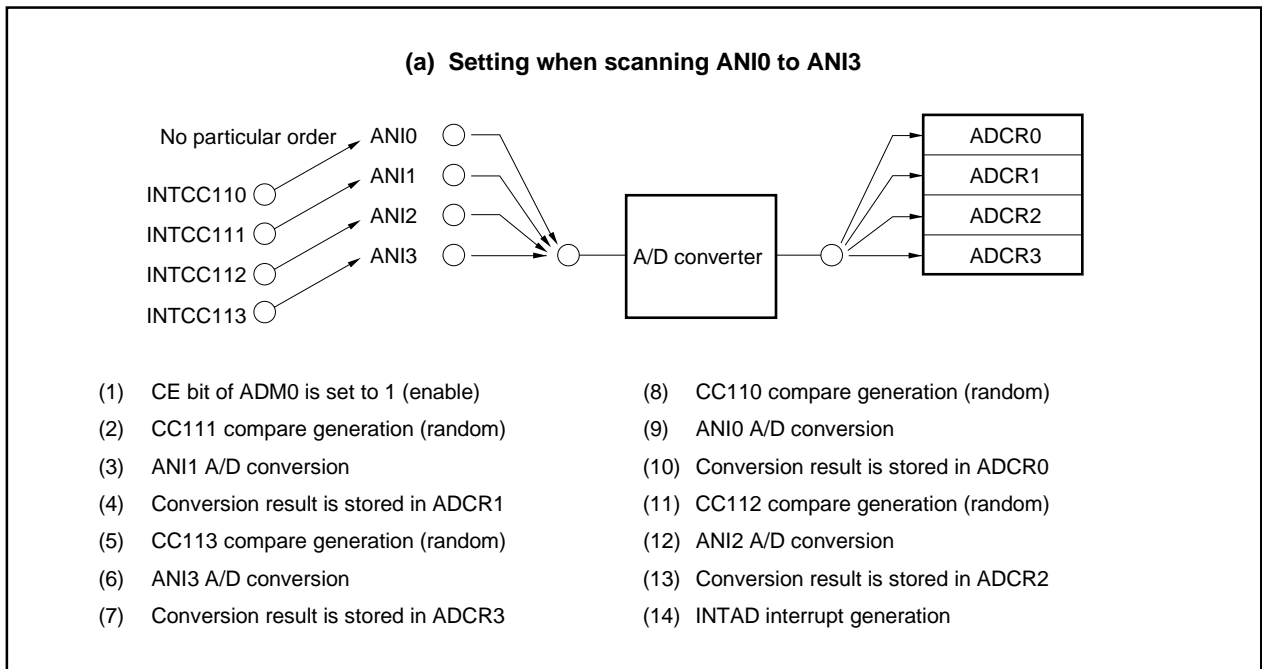 (a) Setting when scanning ANI0 to ANI3
No particular order
ANI0
ANI1
ANI2
ANI3
INTCC110
INTCC111
INTCC112
INTCC113
A/D converter
ADCR0
ADCR1
ADCR2
ADCR3
(1) CE bit of ADM0 is set to 1 (enable)
(2) CC111 compare generation (random)
(3) ANI1 A/D conversion
(4) Conversion result is stored in ADCR1
(5) CC113 compare generation (random)
(6) ANI3 A/D conversion
(7) Conversion result is stored in ADCR3
(8) CC110 compare generation (random)
(9) ANI0 A/D conversion
(10) Conversion result is stored in ADCR0
(11) CC112 compare generation (random)
(12) ANI2 A/D conversion
(13) Conversion result is stored in ADCR2
(14) INTAD interrupt generation